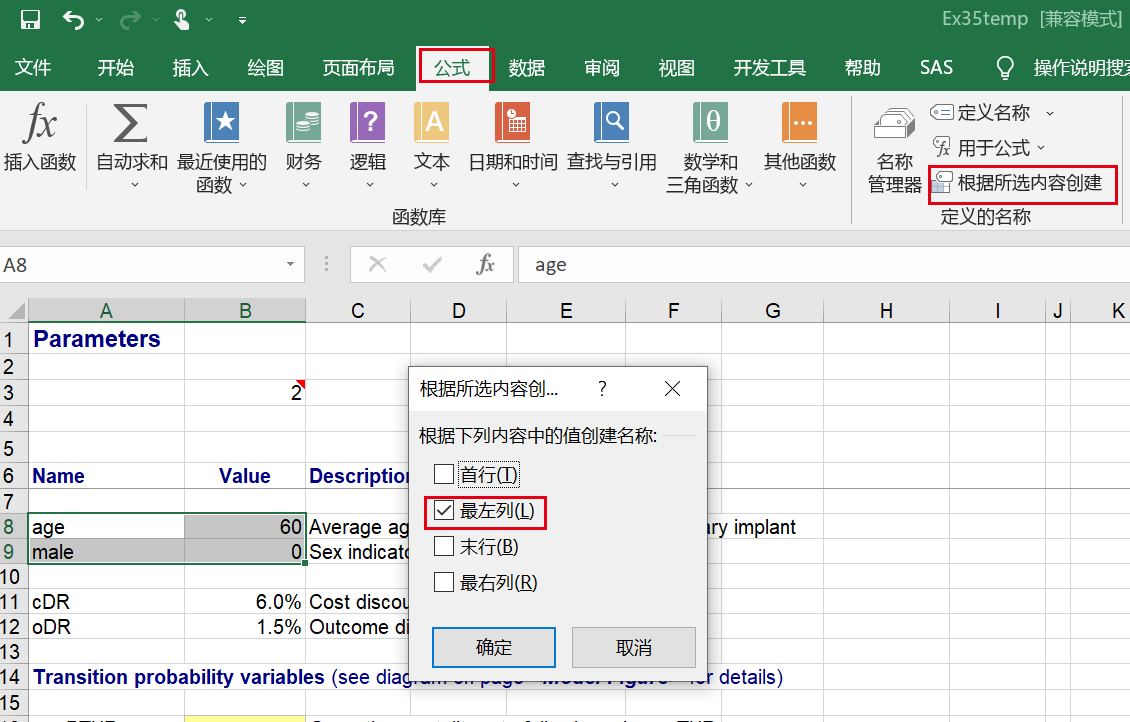 Ex35temp [兼容模式]
文件 开始 插入 绘图 页面布局 公式 数据 审阅 视图 开发工具 帮助 SAS 操作说明搜
fx Σ ? A θ
插入函数 自动求和 最近使用的函数 财务 逻辑 文本 日期和时间 查找与引用 数学和三角函数 其他函数
名称管理器
定义名称
用于公式
根据所选内容创建
函数库 定义的名称
A8 fx age
A B C D E F G H I J K
1 Parameters
2
3 2
4
5
6 Name Value Description
7
8 age 60 Average ag ary implant
9 male 0 Sex indicato
10
11 cDR 6.0% Cost discou
12 oDR 1.5% Outcome di
13
14 Transition probability variables (see diagram on page for details)
15
根据所选内容创... ?
根据下列内容中的值创建名称:
首行(T)
最左列(L)
末行(B)
最右列(R)
确定 取消